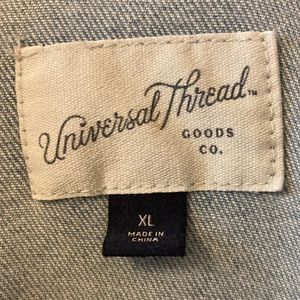 Universal Thread™
GOODS
CO.
XL
MADE IN
CHINA